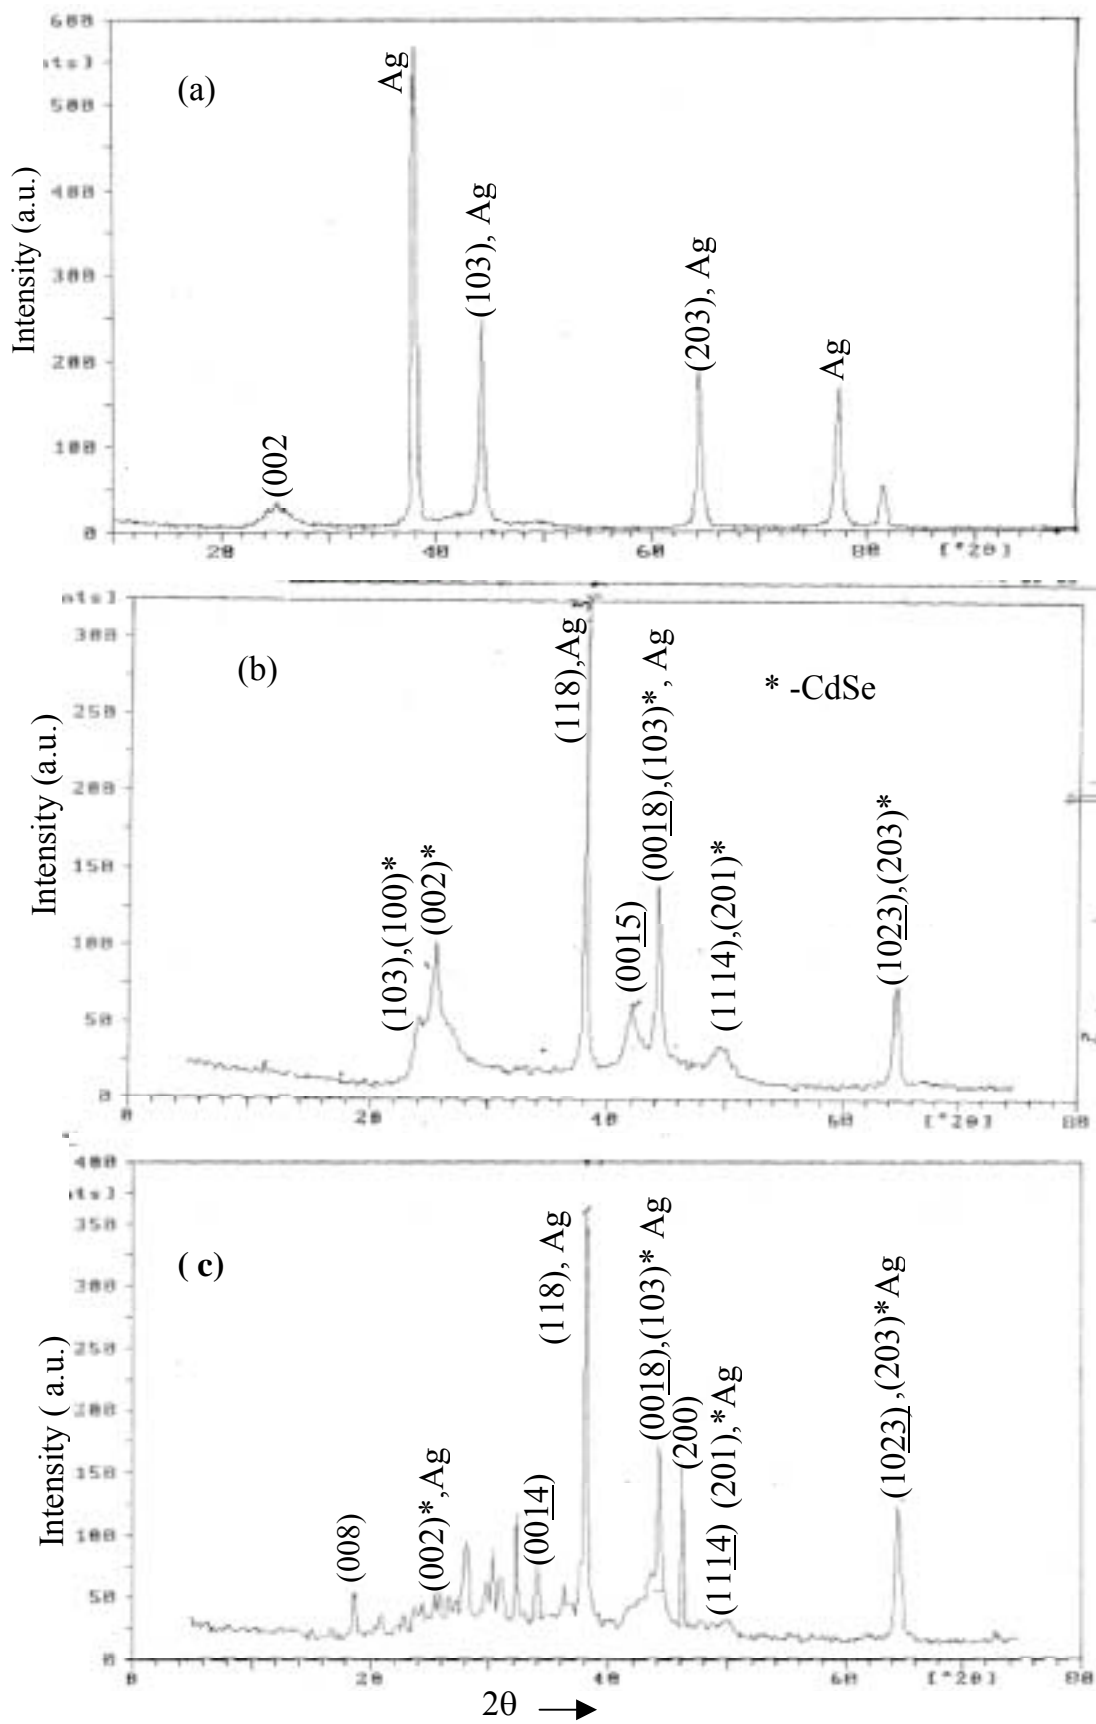 600
nts]
(a)
Ag
500
400
(103), Ag
(203), Ag
300
Ag
200
(002
100
0
20
40
60
80
[°2θ]
Intensity (a.u.)
nts]
300
(b)
(118),Ag
(0018),(103)*, Ag
* -CdSe
250
200
150
(103),(100)*
(002)*
(0015)
(1114),(201)*
(1023),(203)*
100
50
0
0
20
40
60
[°2θ]
80
Intensity (a.u.)
400
nts]
350
( c)
(118), Ag
(0018),(103)* Ag
(1023),(203)*Ag
300
250
200
(200)
(1114) (201),*Ag
150
(008)
(002)*,Ag
(0014)
100
50
0
0
20
40
60
[°2θ]
80
Intensity ( a.u.)
2θ